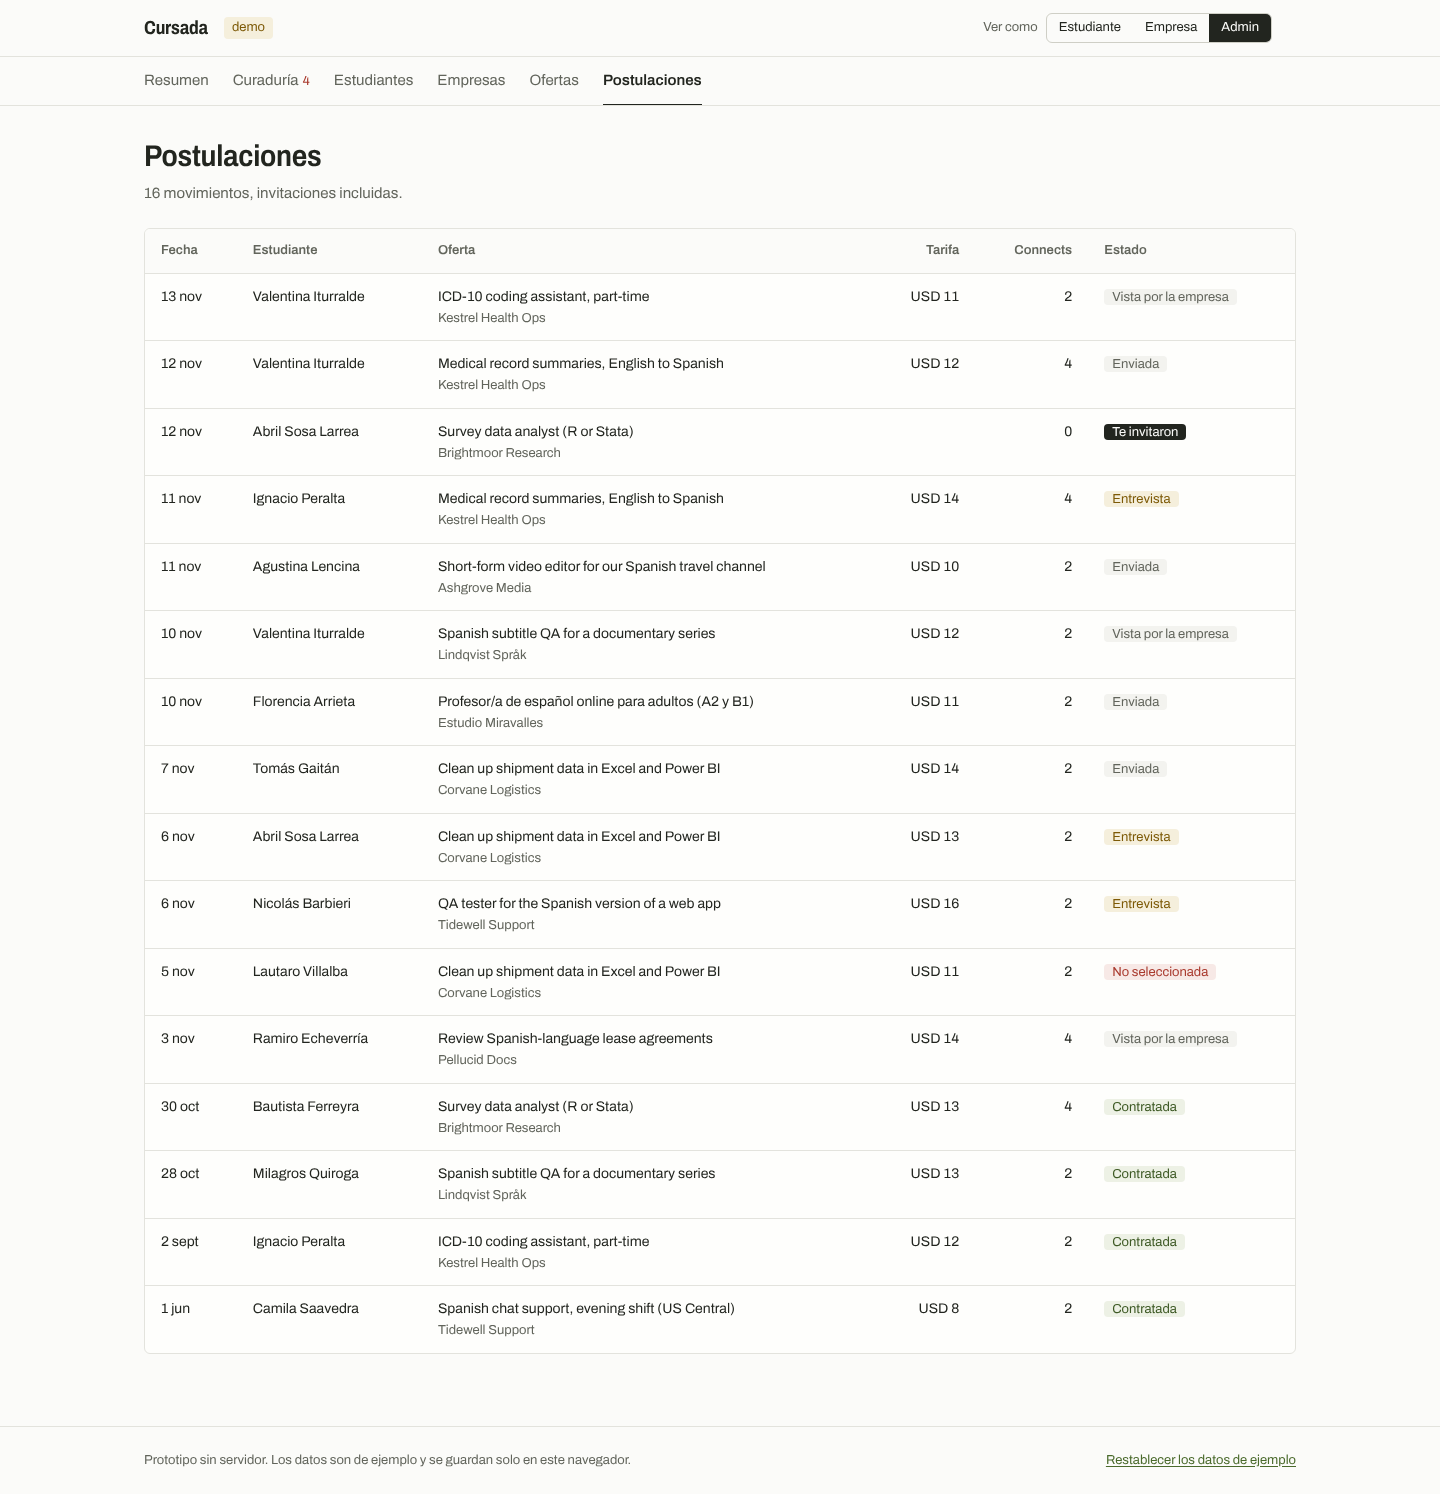 Cursada demo Ver como Estudiante Empresa Admin
Resumen Curaduría 4 Estudiantes Empresas Ofertas Postulaciones
Postulaciones
16 movimientos, invitaciones incluidas.
Fecha Estudiante Oferta Tarifa Connects Estado
13 nov Valentina Iturralde ICD-10 coding assistant, part-time USD 11 2 Vista por la empresa
Kestrel Health Ops
12 nov Valentina Iturralde Medical record summaries, English to Spanish USD 12 4 Enviada
Kestrel Health Ops
12 nov Abril Sosa Larrea Survey data analyst (R or Stata) 0 Te invitaron
Brightmoor Research
11 nov Ignacio Peralta Medical record summaries, English to Spanish USD 14 4 Entrevista
Kestrel Health Ops
11 nov Agustina Lencina Short-form video editor for our Spanish travel channel USD 10 2 Enviada
Ashgrove Media
10 nov Valentina Iturralde Spanish subtitle QA for a documentary series USD 12 2 Vista por la empresa
Lindqvist Språk
10 nov Florencia Arrieta Profesor/a de español online para adultos (A2 y B1) USD 11 2 Enviada
Estudio Miravalles
7 nov Tomás Gaitán Clean up shipment data in Excel and Power BI USD 14 2 Enviada
Corvane Logistics
6 nov Abril Sosa Larrea Clean up shipment data in Excel and Power BI USD 13 2 Entrevista
Corvane Logistics
6 nov Nicolás Barbieri QA tester for the Spanish version of a web app USD 16 2 Entrevista
Tidewell Support
5 nov Lautaro Villalba Clean up shipment data in Excel and Power BI USD 11 2 No seleccionada
Corvane Logistics
3 nov Ramiro Echeverría Review Spanish-language lease agreements USD 14 4 Vista por la empresa
Pellucid Docs
30 oct Bautista Ferreyra Survey data analyst (R or Stata) USD 13 4 Contratada
Brightmoor Research
28 oct Milagros Quiroga Spanish subtitle QA for a documentary series USD 13 2 Contratada
Lindqvist Språk
2 sept Ignacio Peralta ICD-10 coding assistant, part-time USD 12 2 Contratada
Kestrel Health Ops
1 jun Camila Saavedra Spanish chat support, evening shift (US Central) USD 8 2 Contratada
Tidewell Support
Prototipo sin servidor. Los datos son de ejemplo y se guardan solo en este navegador. Restablecer los datos de ejemplo